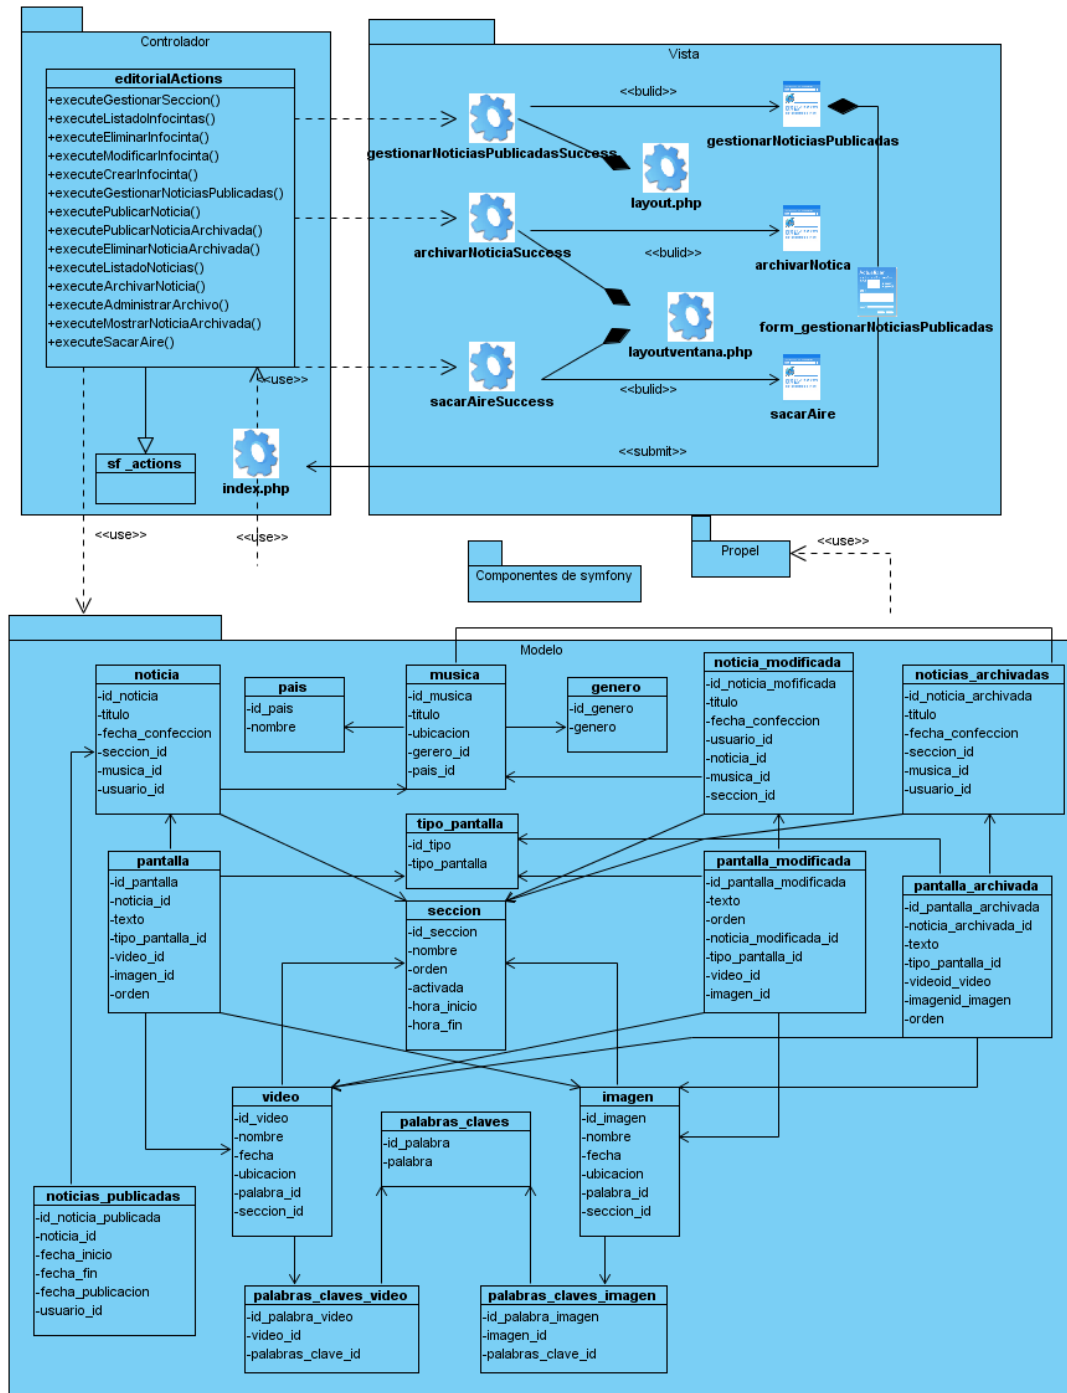 Controlador
editorialActions
+executeGestionarSeccion()
+executeListadoInfocintas()
+executeEliminarInfocinta()
+executeModificarInfocinta()
+executeCrearInfocinta()
+executeGestionarNoticiasPublicadas()
+executePublicarNoticia()
+executePublicarNoticiaArchivada()
+executeEliminarNoticiaArchivada()
+executeListadoNoticias()
+executeArchivarNoticia()
+executeAdministrarArchivo()
+executeMostrarNoticiaArchivada()
+executeSacarAire()
<<use>>
sf _actions
index.php
<<use>>
<<use>>
Vista
<<bulid>>
gestionarNoticiasPublicadasSuccess
gestionarNoticiasPublicadas
layout.php
archivarNoticiaSuccess
<<bulid>>
archivarNotica
form_gestionarNoticiasPublicadas
layoutventana.php
sacarAireSuccess
<<bulid>>
sacarAire
<<submit>>
Propel
<<use>>
Componentes de symfony
Modelo
noticia
-id_noticia
-titulo
-fecha_confeccion
-seccion_id
-musica_id
-usuario_id
pais
-id_pais
-nombre
musica
-id_musica
-titulo
-ubicacion
-gerero_id
-pais_id
genero
-id_genero
-genero
noticia_modificada
-id_noticia_mofificada
-titulo
-fecha_confeccion
-usuario_id
-noticia_id
-musica_id
-seccion_id
noticias_archivadas
-id_noticia_archivada
-titulo
-fecha_confeccion
-seccion_id
-musica_id
-usuario_id
tipo_pantalla
-id_tipo
-tipo_pantalla
pantalla
-id_pantalla
-noticia_id
-texto
-tipo_pantalla_id
-video_id
-imagen_id
-orden
seccion
-id_seccion
-nombre
-orden
-activada
-hora_inicio
-hora_fin
pantalla_modificada
-id_pantalla_modificada
-texto
-orden
-noticia_modificada_id
-tipo_pantalla_id
-video_id
-imagen_id
pantalla_archivada
-id_pantalla_archivada
-noticia_archivada_id
-texto
-tipo_pantalla_id
-videoid_video
-imagenid_imagen
-orden
video
-id_video
-nombre
-fecha
-ubicacion
-palabra_id
-seccion_id
palabras_claves
-id_palabra
-palabra
imagen
-id_imagen
-nombre
-fecha
-ubicacion
-palabra_id
-seccion_id
noticias_publicadas
-id_noticia_publicada
-noticia_id
-fecha_inicio
-fecha_fin
-fecha_publicacion
-usuario_id
palabras_claves_video
-id_palabra_video
-video_id
-palabras_clave_id
palabras_claves_imagen
-id_palabra_imagen
-imagen_id
-palabras_clave_id